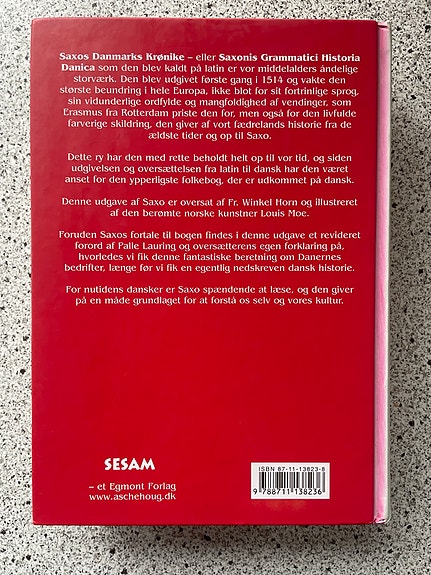 Saxos Danmarks Krønike – eller Saxonis Grammatici Historia
Danica som den blev kaldt på latin er vor middelalders åndelige
storværk. Den blev udgivet første gang i 1514 og vakte den
største beundring i hele Europa, ikke blot for sit fortrinlige sprog,
sin vidunderlige ordfylde og mangfoldighed af vendinger, som
Erasmus fra Rotterdam priste den for, men også for den livfulde
farverige skildring, den giver af vort fædrelands historie fra de
ældste tider og op til Saxo.
Dette ry har den med rette beholdt helt op til vor tid, og siden
udgivelsen og oversættelsen fra latin til dansk har den været
anset for den ypperligste folkebog, der er udkommet på dansk.
Denne udgave af Saxo er oversat af Fr. Winkel Horn og illustreret
af den berømte norske kunstner Louis Moe.
Foruden Saxos fortale til bogen findes i denne udgave et revideret
forord af Palle Lauring og oversætterens egen forklaring på,
hvorledes vi fik denne fantastiske beretning om Danernes
bedrifter, længe før vi fik en egentlig nedskreven dansk historie.
For nutidens dansker er Saxo spændende at læse, og den giver
på en måde grundlaget for at forstå os selv og vores kultur.
SESAM
– et Egmont Forlag
www.aschehoug.dk
ISBN 87-11-13823-8
9 788711 138236